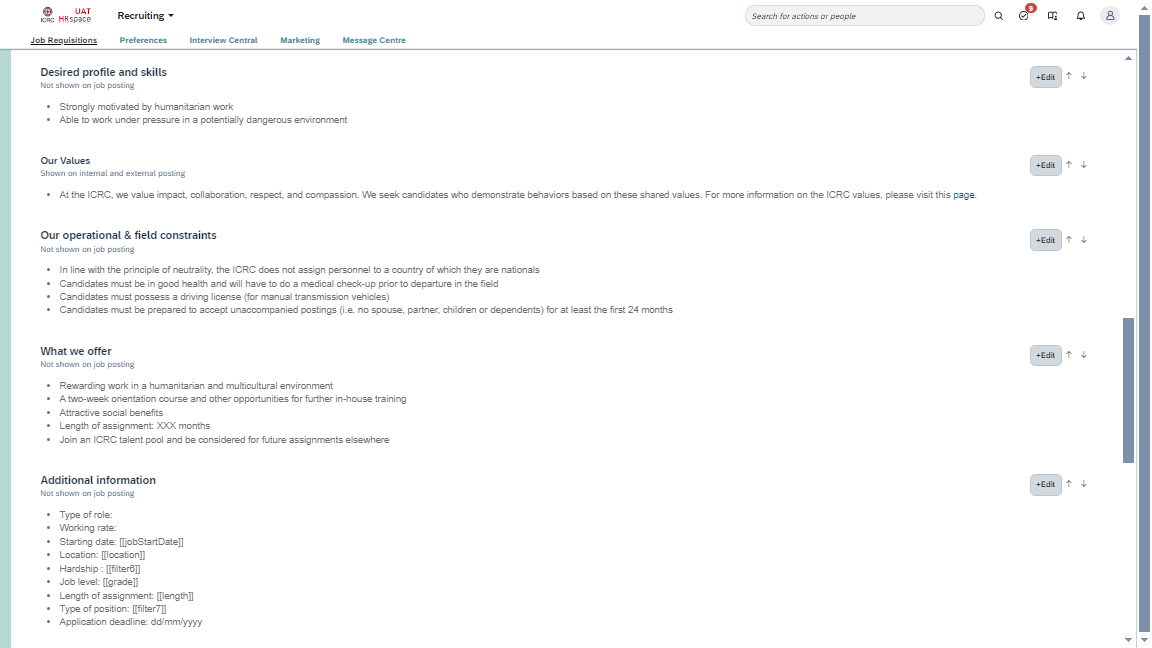 ICRC
UAT
HRspace
Recruiting
Search for actions or people
9
Job Requisitions
Preferences
Interview Central
Marketing
Message Centre
Desired profile and skills
Not shown on job posting
+Edit
• Strongly motivated by humanitarian work
• Able to work under pressure in a potentially dangerous environment
Our Values
Shown on internal and external posting
+Edit
• At the ICRC, we value impact, collaboration, respect, and compassion. We seek candidates who demonstrate behaviors based on these shared values. For more information on the ICRC values, please visit this page.
Our operational & field constraints
Not shown on job posting
+Edit
• In line with the principle of neutrality, the ICRC does not assign personnel to a country of which they are nationals
• Candidates must be in good health and will have to do a medical check-up prior to departure in the field
• Candidates must possess a driving license (for manual transmission vehicles)
• Candidates must be prepared to accept unaccompanied postings (i.e. no spouse, partner, children or dependents) for at least the first 24 months
What we offer
Not shown on job posting
+Edit
• Rewarding work in a humanitarian and multicultural environment
• A two-week orientation course and other opportunities for further in-house training
• Attractive social benefits
• Length of assignment: XXX months
• Join an ICRC talent pool and be considered for future assignments elsewhere
Additional information
Not shown on job posting
+Edit
• Type of role:
• Working rate:
• Starting date: [[jobStartDate]]
• Location: [[location]]
• Hardship : [[filter6]]
• Job level: [[grade]]
• Length of assignment: [[length]]
• Type of position: [[filter7]]
• Application deadline: dd/mm/yyyy